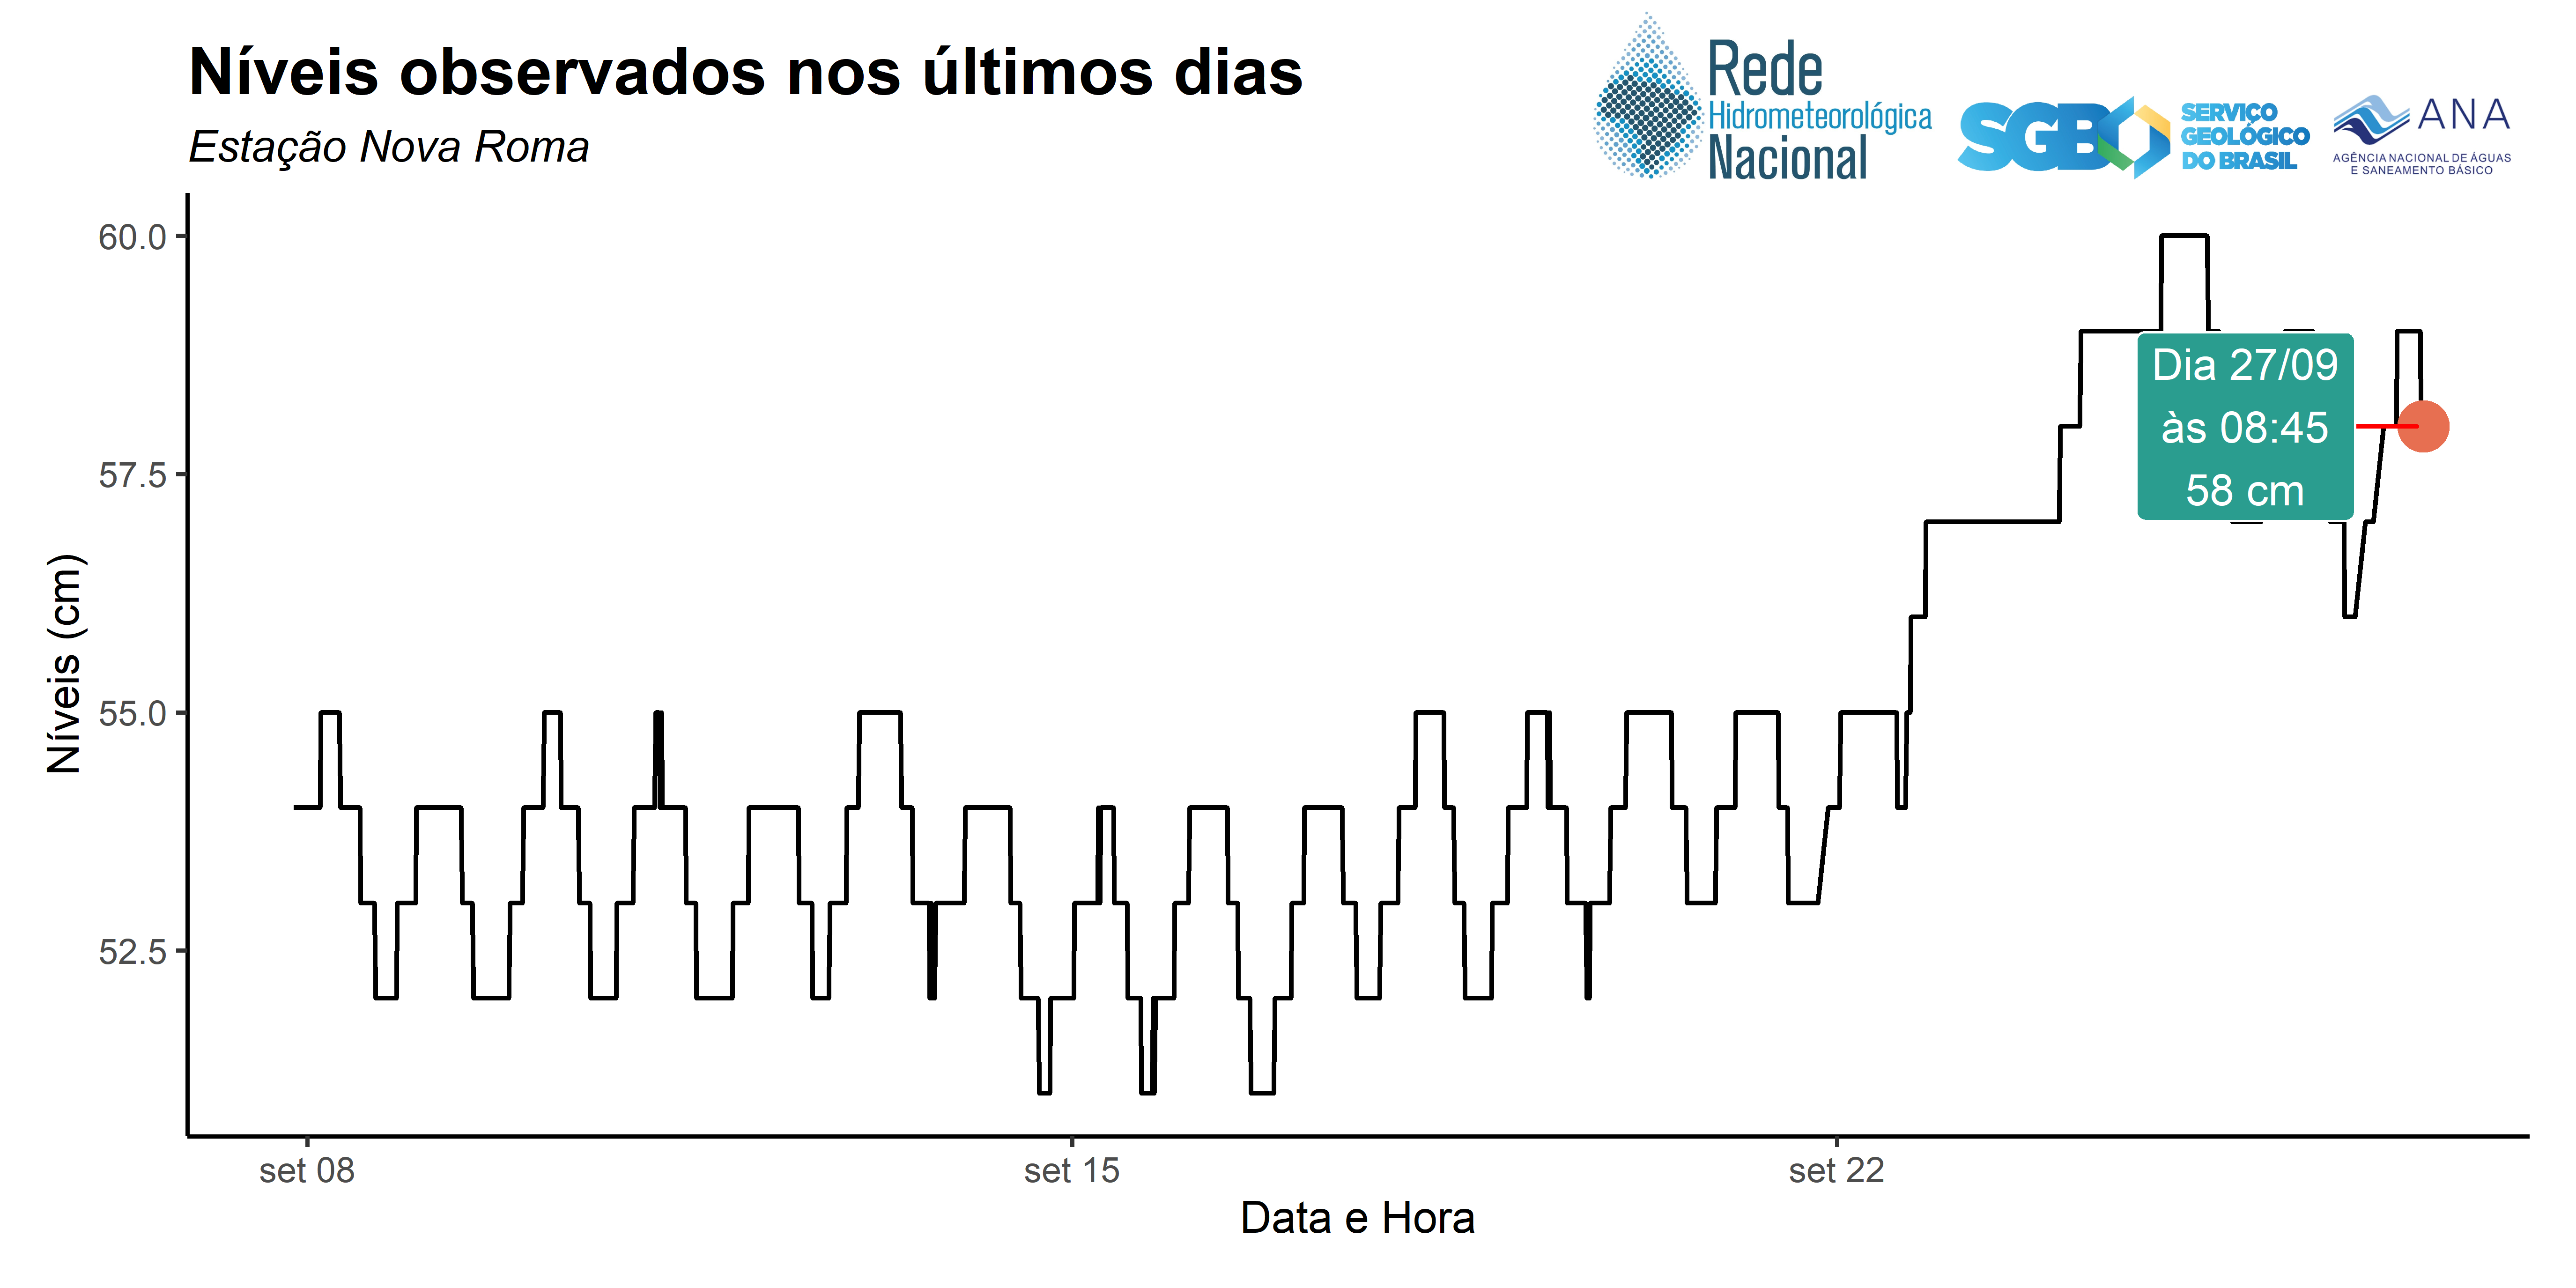 Níveis observados nos últimos dias
Estação Nova Roma
Rede
Hidrometeorológica
Nacional
SGB
SERVIÇO
GEOLÓGICO
DO BRASIL
ANA
AGÊNCIA NACIONAL DE ÁGUAS
E SANEAMENTO BÁSICO
60.0
57.5
55.0
52.5
Níveis (cm)
Dia 27/09
às 08:45
58 cm
set 08
set 15
set 22
Data e Hora